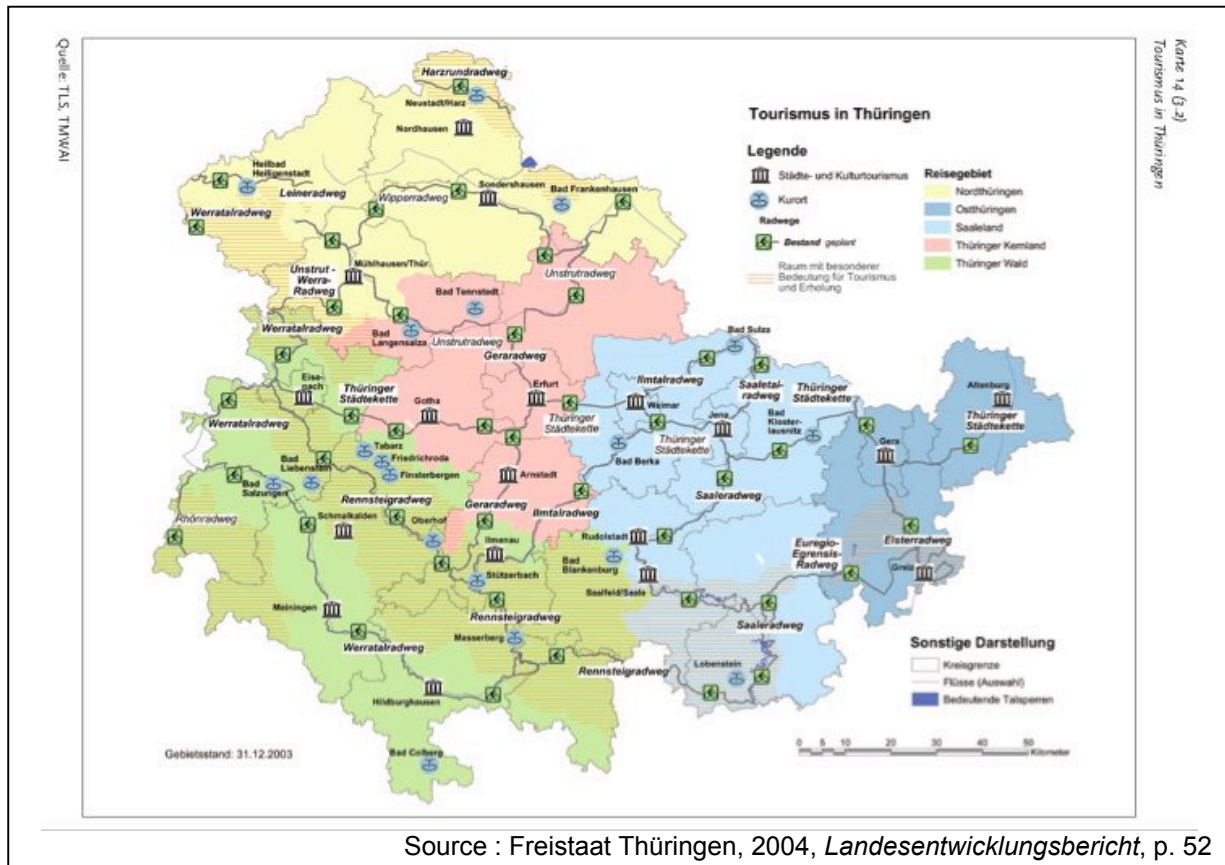 Quelle: TLS, TMWAI
Karte 14 (3-2)
Tourismus in Thüringen
Tourismus in Thüringen
Legende
Städte- und Kulturtourismus
Kurort
Radwege
Bestand geplant
Raum mit besonderer
Bedeutung für Tourismus
und Erholung
Reisegebiet
Nordthüringen
Ostthüringen
Saaleland
Thüringer Kernland
Thüringer Wald
Harzrundradweg
Neustadt/Harz
Nordhausen
Heilbad
Heiligenstadt
Leineradweg
Werratalradweg
Wipperradweg
Sondershausen
Bad Frankenhausen
Mühlhausen/Thür.
Unstrut-
Werra-
Radweg
Unstrutradweg
Bad Tennstedt
Werratalradweg
Bad
Langensalza
Unstrutradweg
Geraradweg
Bad Sulza
Eise-
nach
Thüringer
Städtekette
Gotha
Erfurt
Ilmtalradweg
Saaletal-
radweg
Thüringer
Städtekette
Altenburg
Thüringer
Städtekette
Weimar
Jena
Bad
Kloster-
lausnitz
Thüringer
Städtekette
Thüringer
Städtekette
Gera
Werratalradweg
Tabarz
Friedrichroda
Finsterbergen
Bad
Liebenstein
Bad
Salzungen
Arnstadt
Bad Berka
Saaleradweg
Rennsteigradweg
Geraradweg
Ilmtalradweg
Rhönradweg
Schmalkalden
Oberhof
Ilmenau
Rudolstadt
Elsterradweg
Euregio-
Egrensis-
Radweg
Greiz
Bad
Blankenburg
Stützerbach
Saalfeld/Saale
Meiningen
Rennsteigradweg
Saaleradweg
Masserberg
Werratalradweg
Rennsteigradweg
Lobenstein
Hildburghausen
Bad Colberg
Sonstige Darstellung
Kreisgrenze
Flüsse (Auswahl)
Bedeutende Talsperren
Gebietsstand: 31.12.2003
0 5 10 20 30 40 50
Kilometer
Source : Freistaat Thüringen, 2004, Landesentwicklungsbericht, p. 52